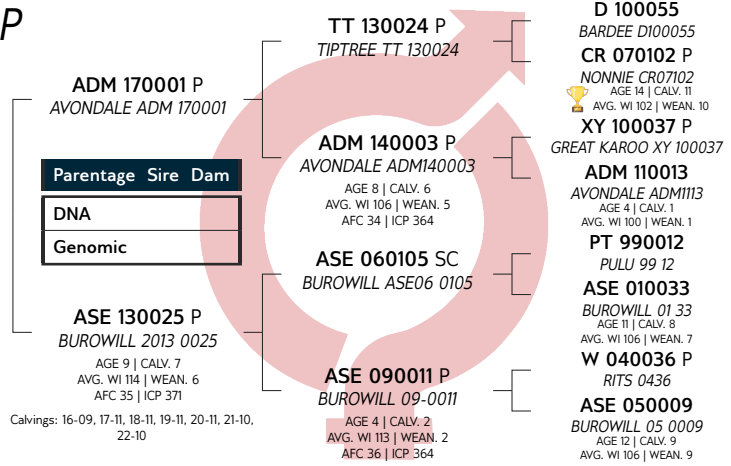 P
ADM 170001 P
AVONDALE ADM 170001
Parentage Sire Dam
DNA
Genomic
ASE 130025 P
BUROWILL 2013 0025
AGE 9 | CALV. 7
AVG. WI 114 | WEAN. 6
AFC 35 | ICP 371
Calvings: 16-09, 17-11, 18-11, 19-11, 20-11, 21-10,
22-10
TT 130024 P
TIPTREE TT 130024
ADM 140003 P
AVONDALE ADM140003
AGE 8 | CALV. 6
AVG. WI 106 | WEAN. 5
AFC 34 | ICP 364
ASE 060105 SC
BUROWILL ASE06 0105
ASE 090011 P
BUROWILL 09-0011
AGE 4 | CALV. 2
AVG. WI 113 | WEAN. 2
AFC 36 | ICP 364
D 100055
BARDEE D100055
CR 070102 P
NONNIE CR07102
AGE 14 | CALV. 11
AVG. WI 102 | WEAN. 10
XY 100037 P
GREAT KAROO XY 100037
ADM 110013
AVONDALE ADM1113
AGE 4 | CALV. 1
AVG. WI 100 | WEAN. 1
PT 990012
PULU 99 12
ASE 010033
BUROWILL 01 33
AGE 11 | CALV. 8
AVG. WI 106 | WEAN. 7
W 040036 P
RITS 0436
ASE 050009
BUROWILL 05 0009
AGE 12 | CALV. 9
AVG. WI 106 | WEAN. 9